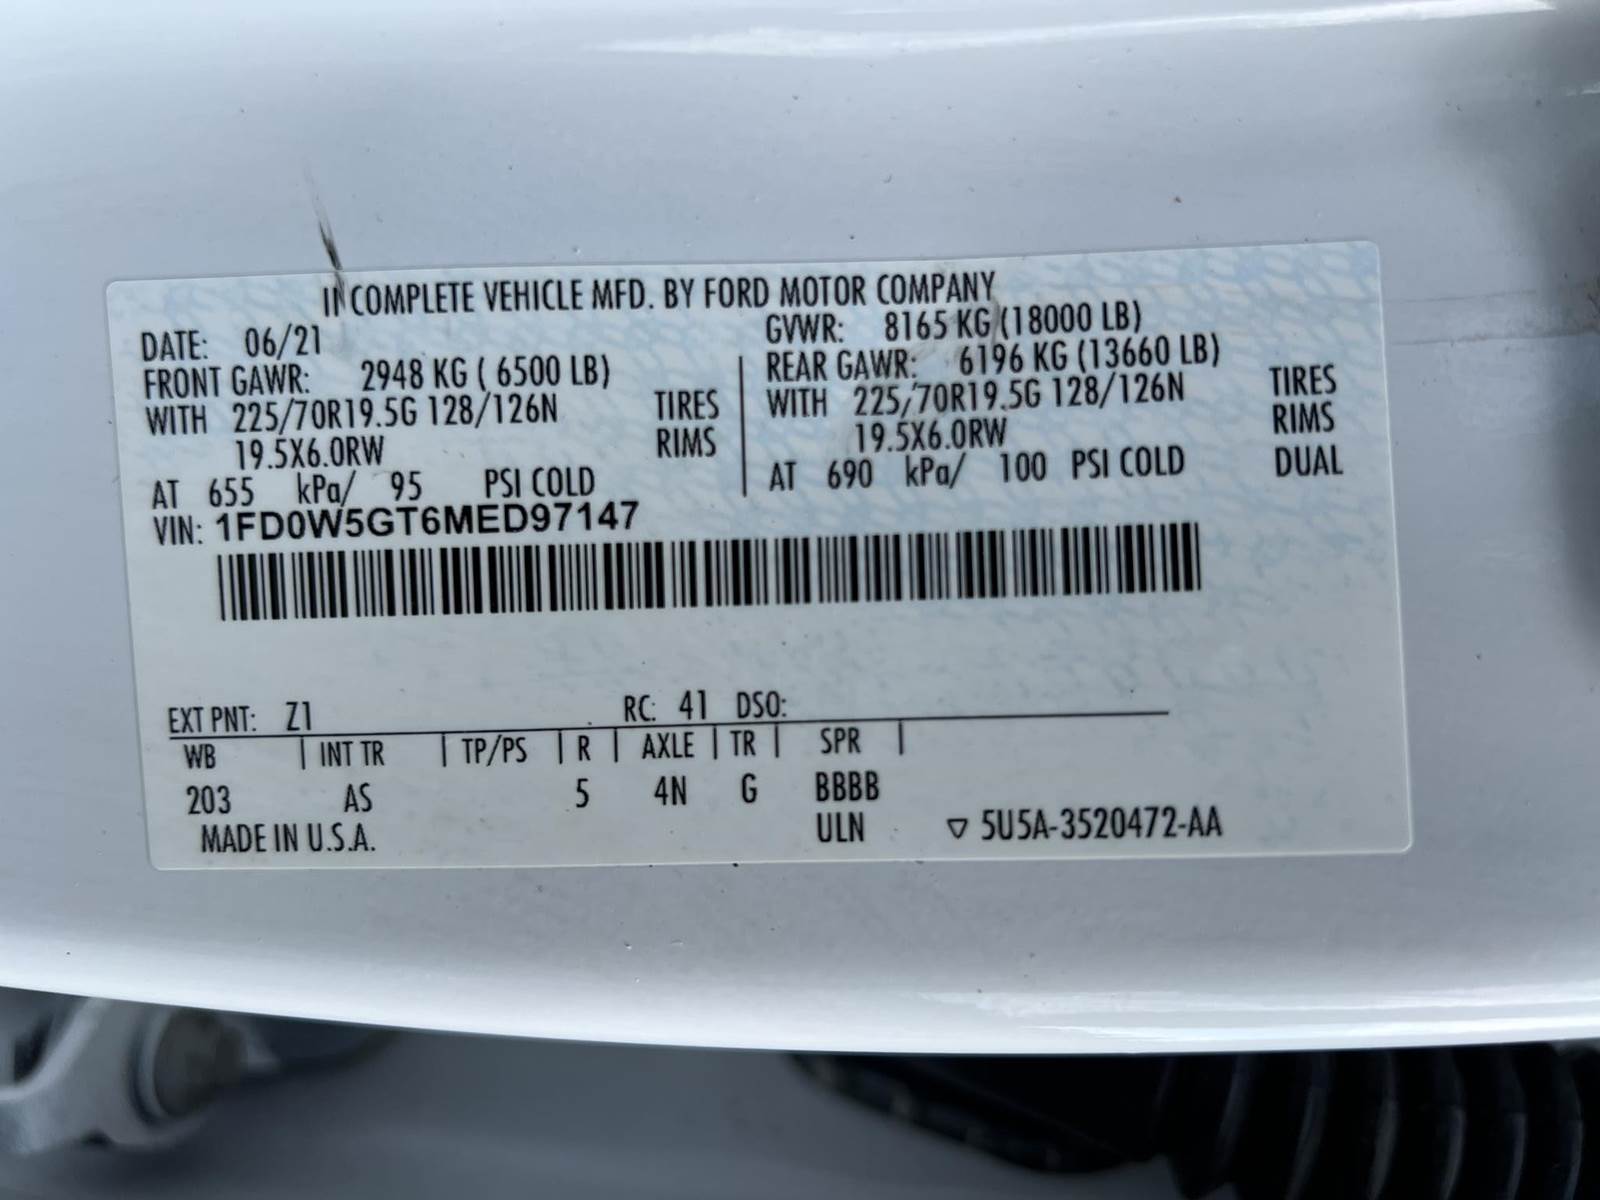 INCOMPLETE VEHICLE MFD. BY FORD MOTOR COMPANY
DATE: 06/21 GVWR: 8165 KG (18000 LB)
FRONT GAWR: 2948 KG ( 6500 LB) REAR GAWR: 6196 KG (13660 LB)
WITH 225/70R19.5G 128/126N TIRES WITH 225/70R19.5G 128/126N TIRES
19.5X6.0RW RIMS 19.5X6.0RW RIMS
AT 655 kPa/ 95 PSI COLD AT 690 kPa/ 100 PSI COLD DUAL
VIN: 1FD0W5GT6MED97147
EXT PNT: Z1 RC: 41 DSO:
WB | INT TR | TP/PS | R | AXLE | TR | SPR |
203 AS 5 4N G BBBB
MADE IN U.S.A. ULN ▽ 5U5A-3520472-AA